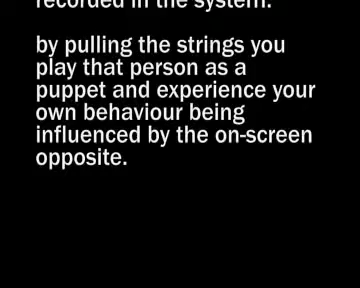 recorded in the system.
by pulling the strings you
play that person as a
puppet and experience your
own behaviour being
influenced by the on-screen
opposite.